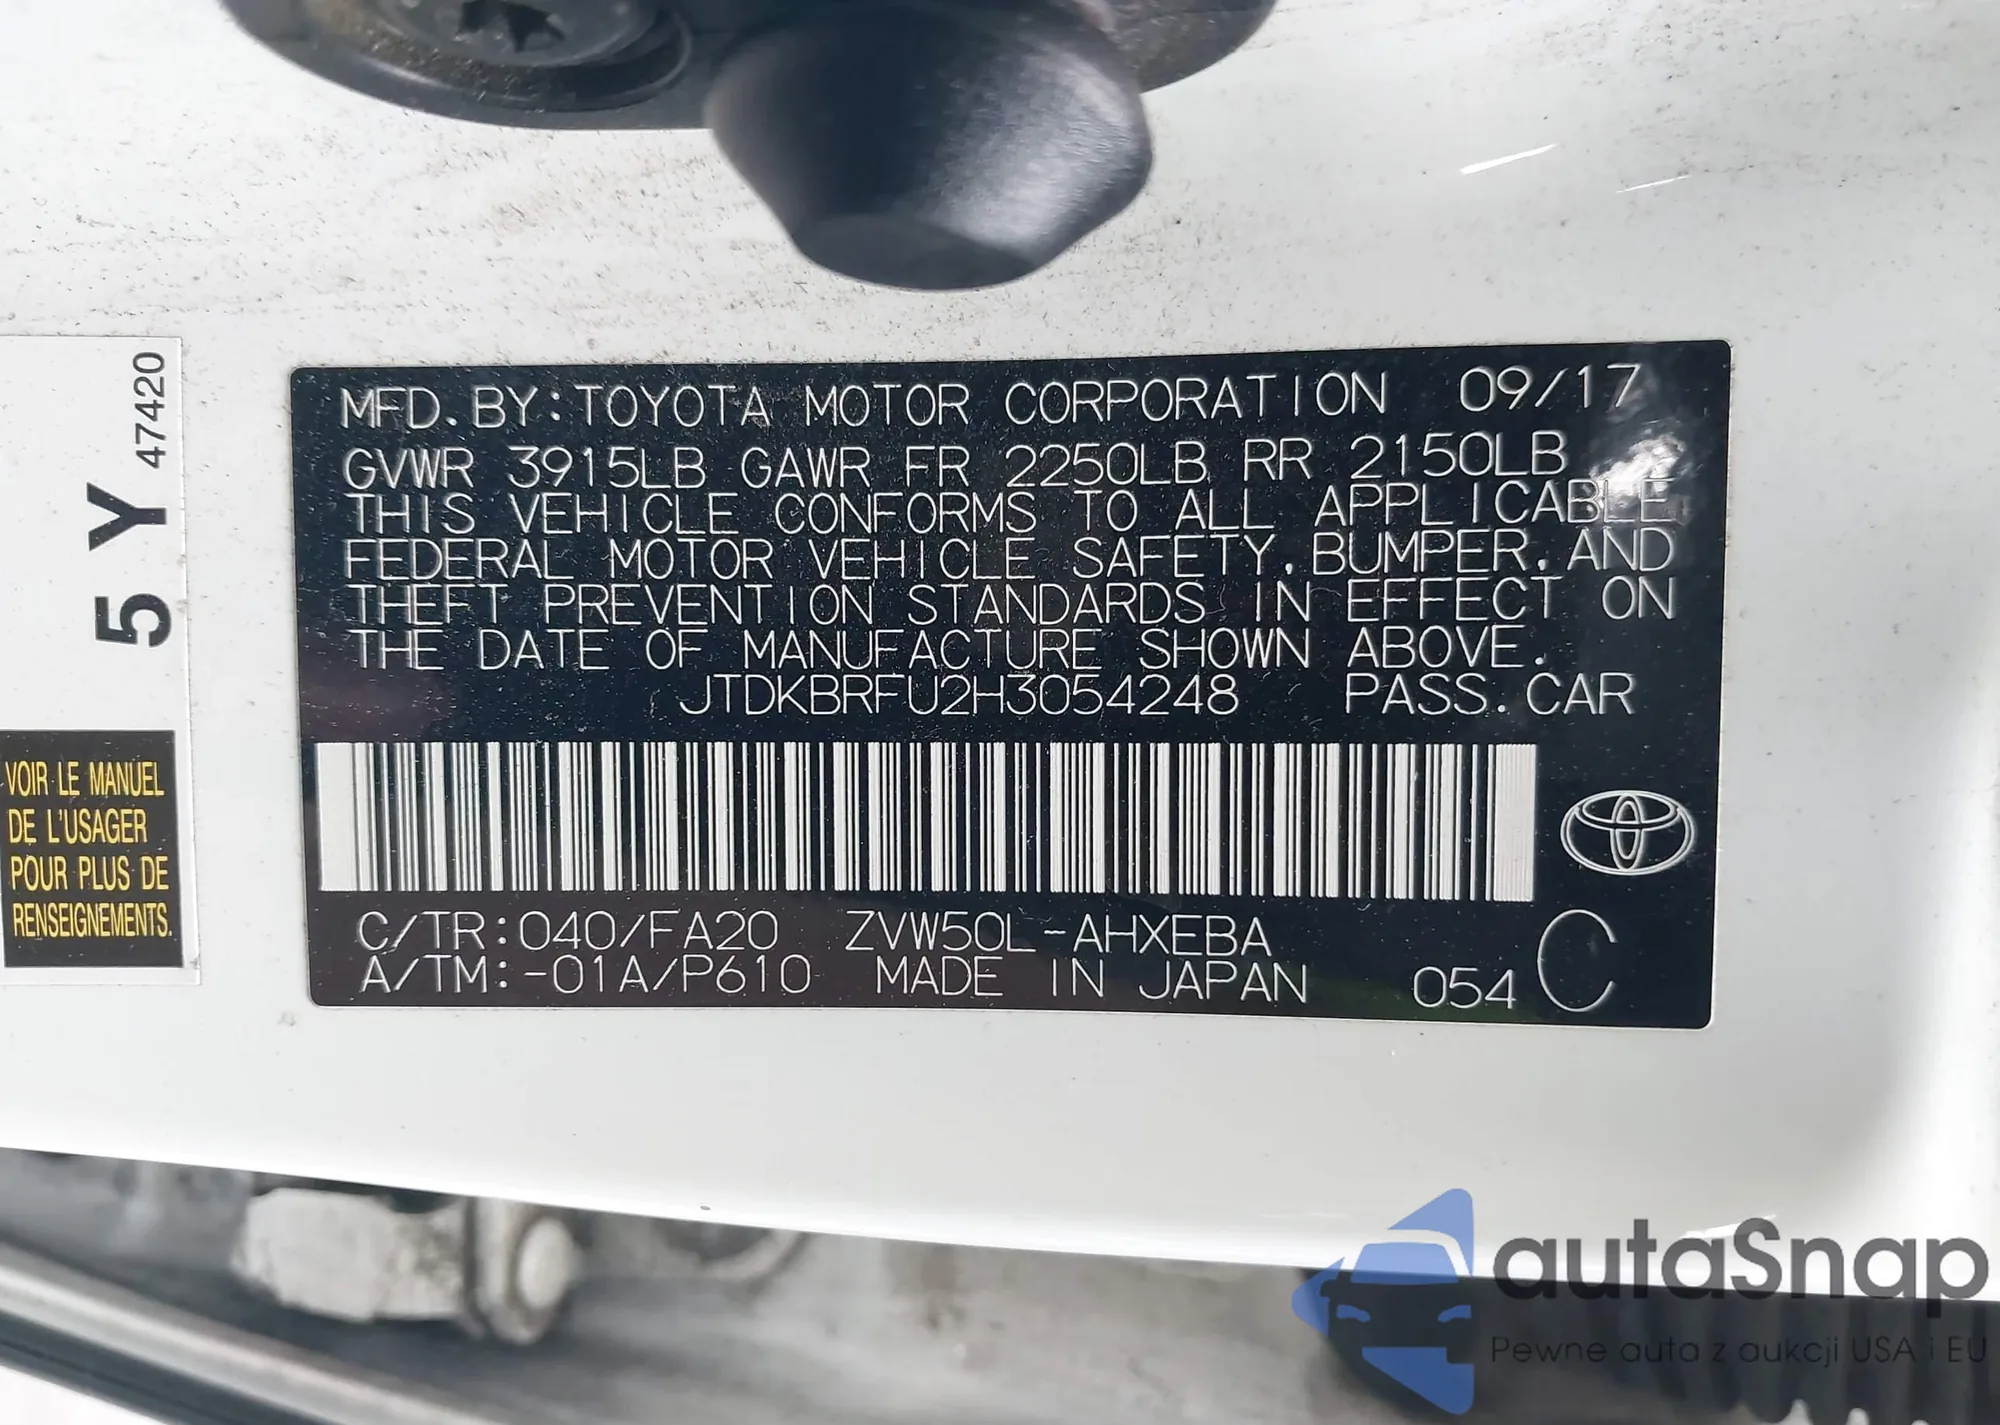 MFD. BY:TOYOTA MOTOR CORPORATION 09/17
GVWR 3915LB GAWR FR 2250LB RR 2150LB
THIS VEHICLE CONFORMS TO ALL APPLICABLE
FEDERAL MOTOR VEHICLE SAFETY, BUMPER, AND
THEFT PREVENTION STANDARDS IN EFFECT ON
THE DATE OF MANUFACTURE SHOWN ABOVE.
JTDKBRFU2H3054248 PASS. CAR
C/TR:040/FA20 ZVW50L-AHXEBA
A/TM:-01A/P610 MADE IN JAPAN 054 C
5Y 47420
VOIR LE MANUEL
DE L'USAGER
POUR PLUS DE
RENSEIGNEMENTS.
autaSnap
Pewne auta z aukcji USA i EU